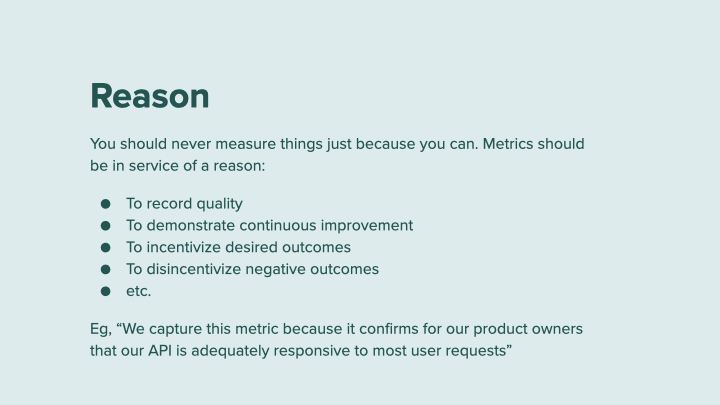 Reason
You should never measure things just because you can. Metrics should
be in service of a reason:
● To record quality
● To demonstrate continuous improvement
● To incentivize desired outcomes
● To disincentivize negative outcomes
● etc.
Eg, “We capture this metric because it confirms for our product owners
that our API is adequately responsive to most user requests”